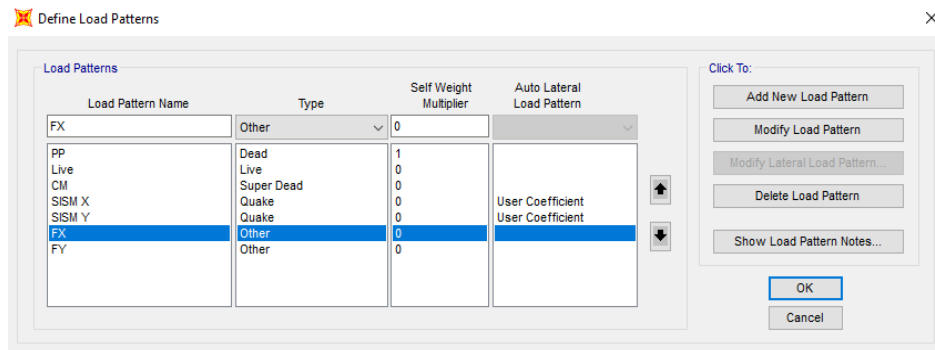 Define Load Patterns
Load Patterns
Click To:
Load Pattern Name Type Self Weight Multiplier Auto Lateral Load Pattern
FX Other 0
PP Dead 1
Live Live 0
CM Super Dead 0
SISM X Quake 0 User Coefficient
SISM Y Quake 0 User Coefficient
FX Other 0
FY Other 0
Add New Load Pattern
Modify Load Pattern
Modify Lateral Load Pattern...
Delete Load Pattern
Show Load Pattern Notes...
OK
Cancel